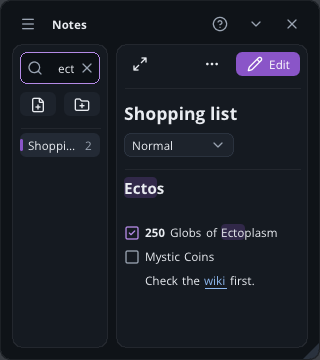 Notes
ect
Edit
Shoppi... 2
Shopping list
Normal
Ectos
250 Globs of Ectoplasm
Mystic Coins
Check the wiki first.